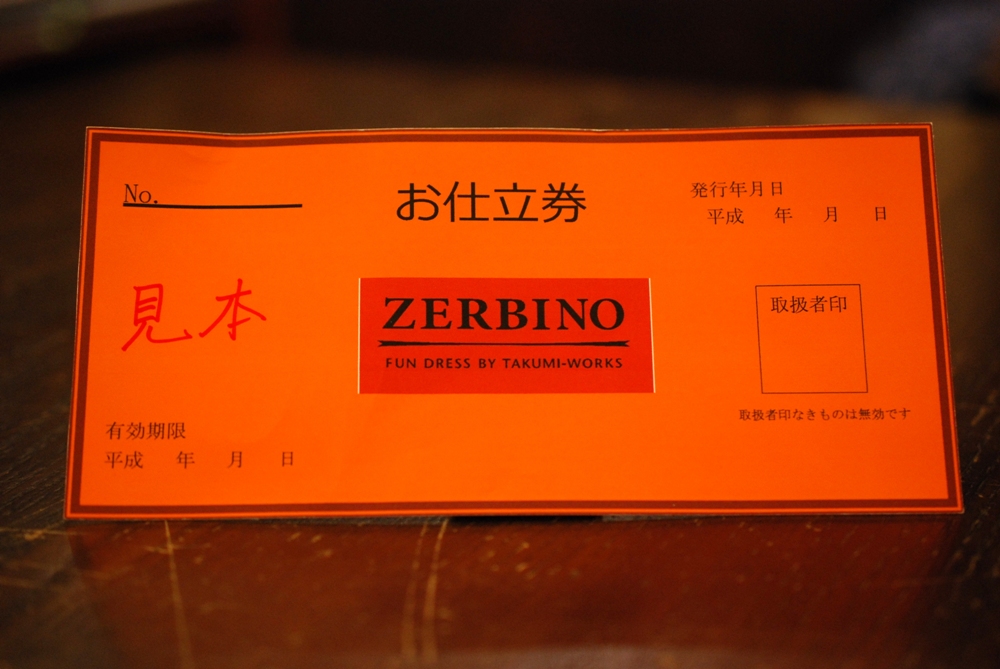 No.
お仕立券
発行年月日
平成 年 月 日
見本
ZERBINO
FUN DRESS BY TAKUMI-WORKS
取扱者印
取扱者印なきものは無効です
有効期限
平成 年 月 日